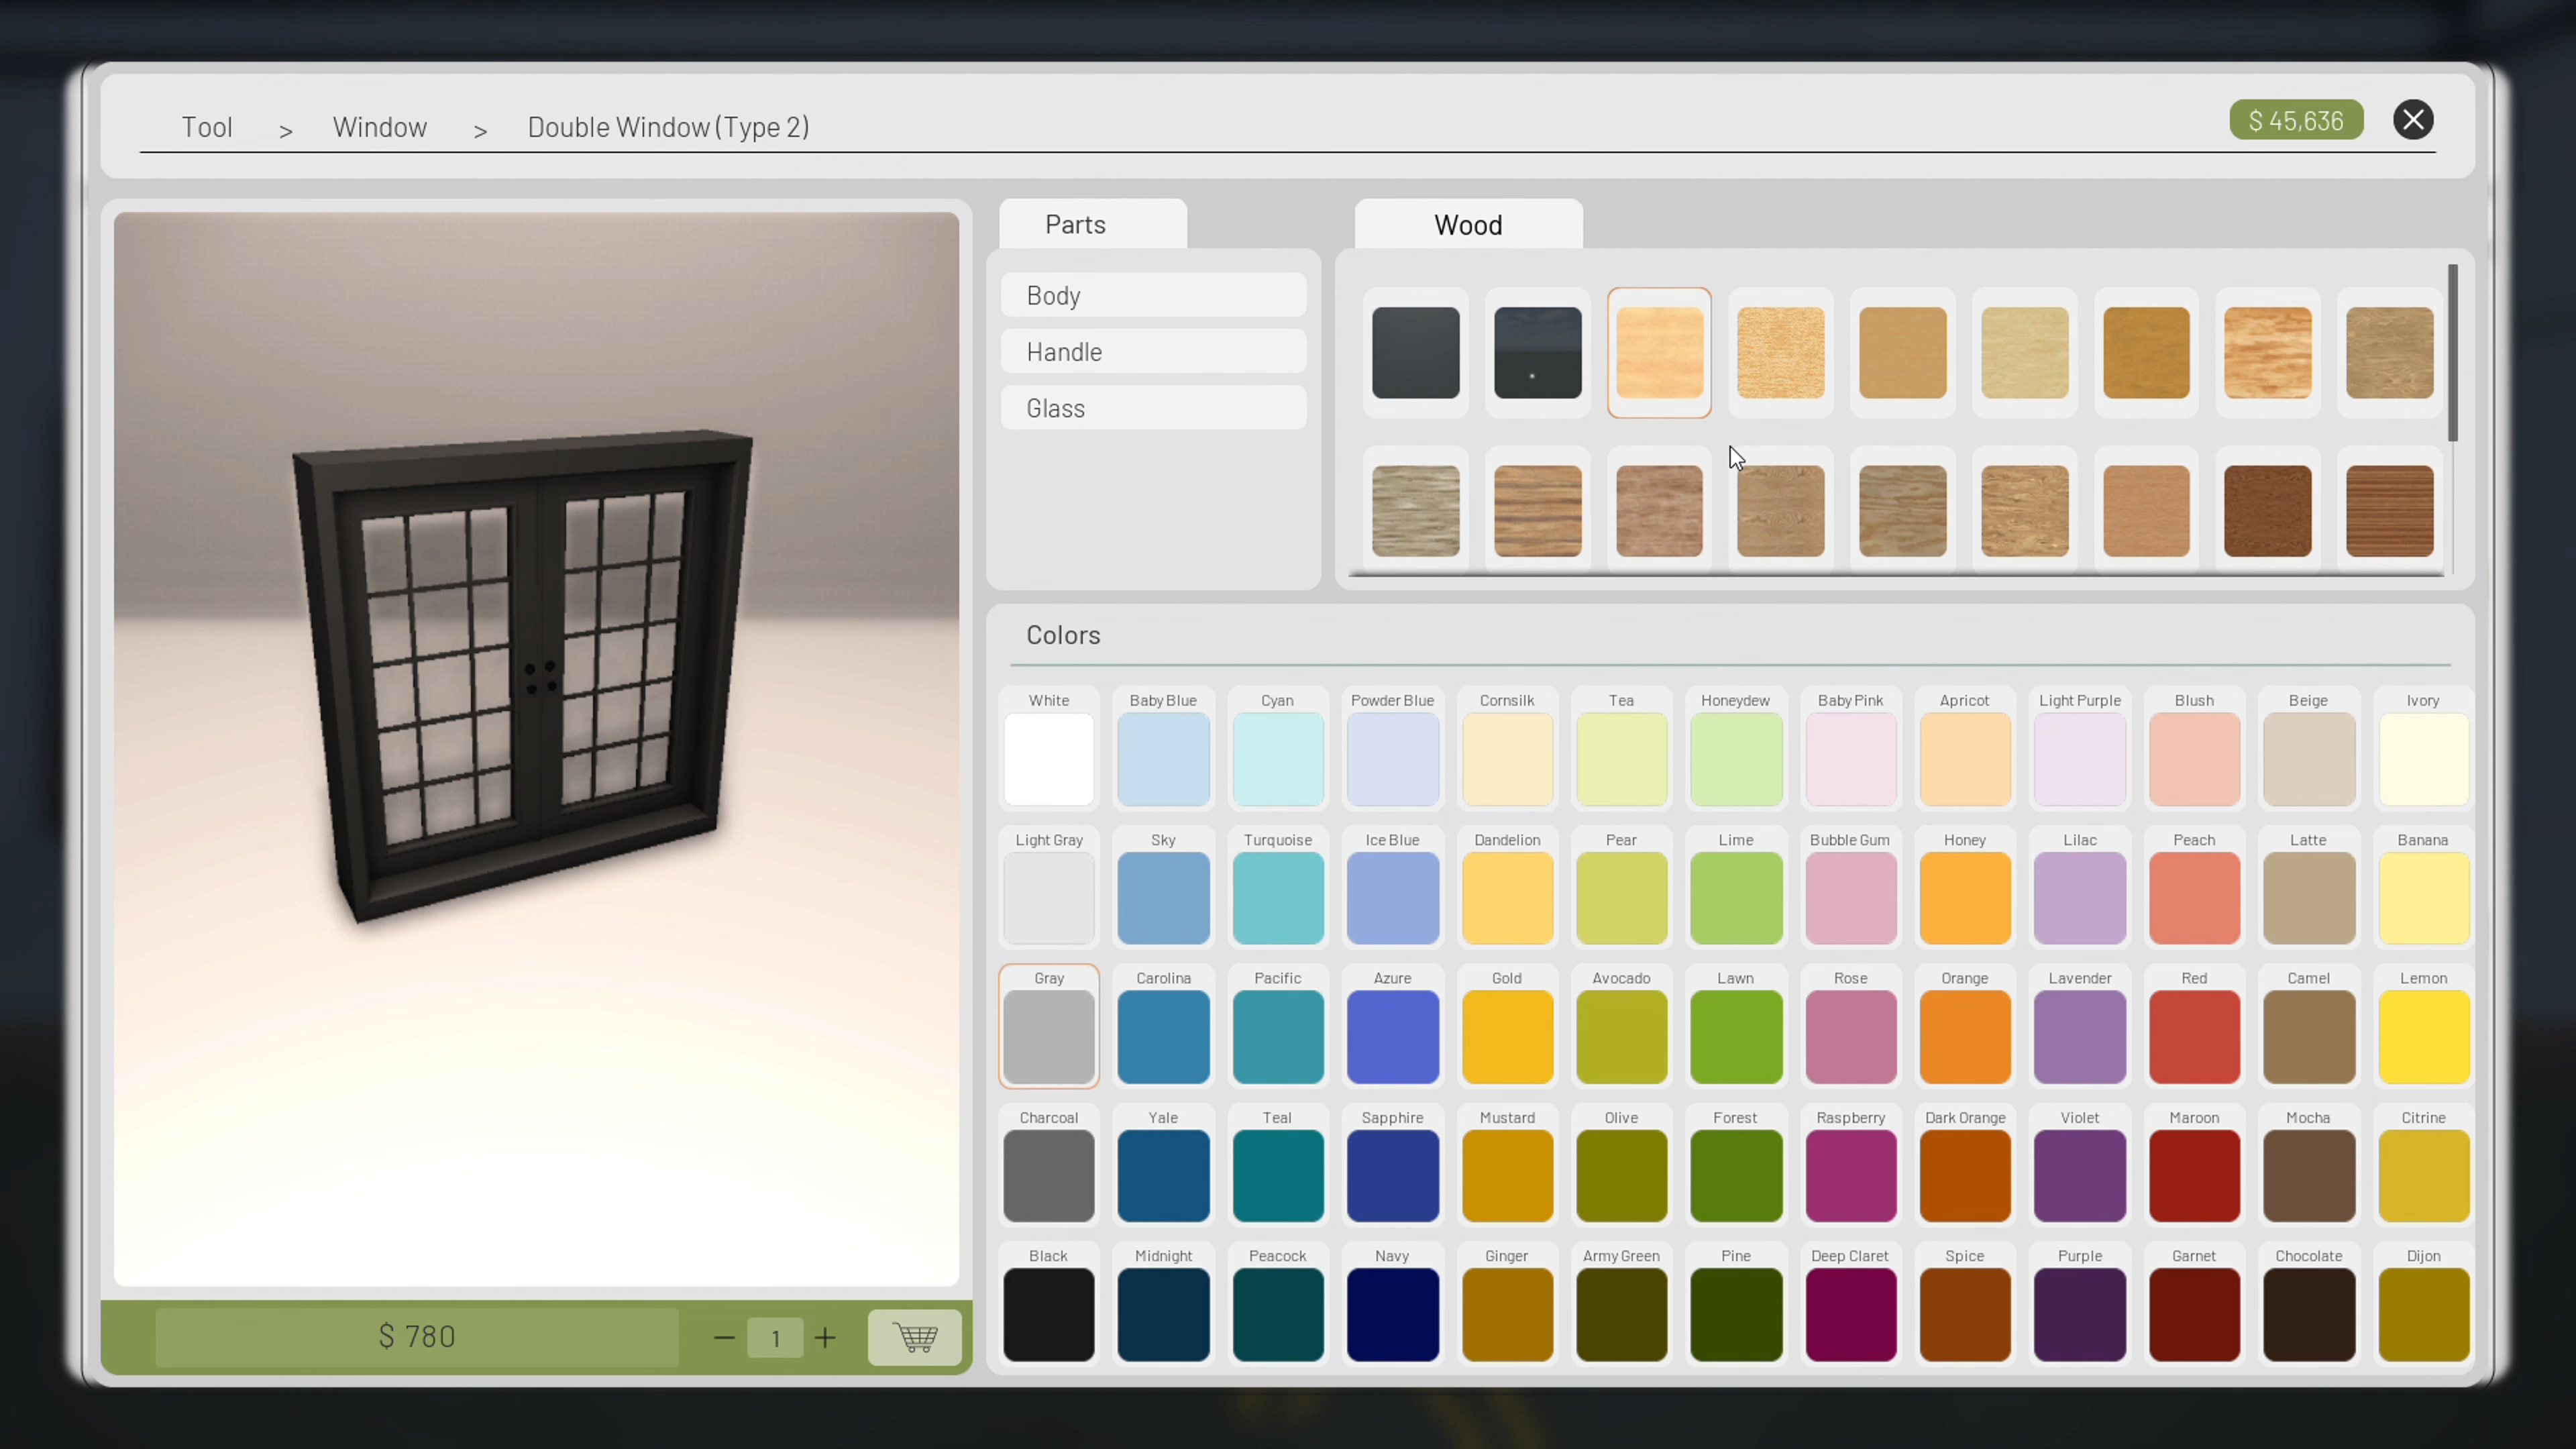 Tool > Window > Double Window (Type 2)
$ 45,636
Parts
Wood
Body
Handle
Glass
Colors
White Baby Blue Cyan Powder Blue Cornsilk Tea Honeydew Baby Pink Apricot Light Purple Blush Beige Ivory
Light Gray Sky Turquoise Ice Blue Dandelion Pear Lime Bubble Gum Honey Lilac Peach Latte Banana
Gray Carolina Pacific Azure Gold Avocado Lawn Rose Orange Lavender Red Camel Lemon
Charcoal Yale Teal Sapphire Mustard Olive Forest Raspberry Dark Orange Violet Maroon Mocha Citrine
Black Midnight Peacock Navy Ginger Army Green Pine Deep Claret Spice Purple Garnet Chocolate Dijon
$ 780
− 1 +